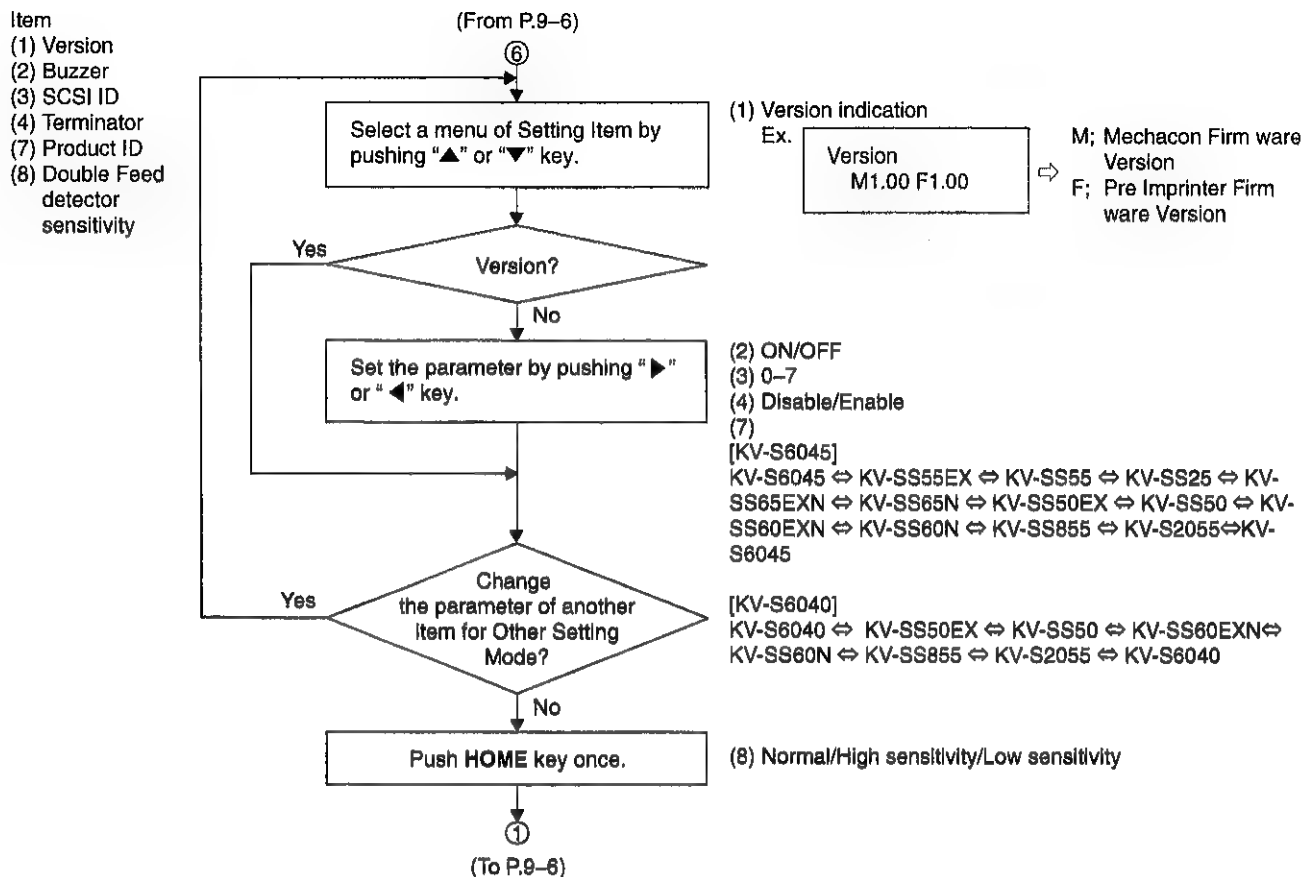 Item
(1) Version
(2) Buzzer
(3) SCSI ID
(4) Terminator
(7) Product ID
(8) Double Feed
detector
sensitivity
(From P.9–6)
6
Select a menu of Setting Item by
pushing "▲" or "▼" key.
(1) Version indication
Ex.
Version
M1.00 F1.00
⇨
M; Mechacon Firm ware
Version
F; Pre Imprinter Firm
ware Version
Yes
Version?
No
Set the parameter by pushing "▶"
or "◀" key.
(2) ON/OFF
(3) 0–7
(4) Disable/Enable
(7)
[KV-S6045]
KV-S6045 ⇔ KV-SS55EX ⇔ KV-SS55 ⇔ KV-SS25 ⇔ KV-
SS65EXN ⇔ KV-SS65N ⇔ KV-SS50EX ⇔ KV-SS50 ⇔ KV-
SS60EXN ⇔ KV-SS60N ⇔ KV-SS855 ⇔ KV-S2055⇔KV-
S6045
Yes
Change
the parameter of another
Item for Other Setting
Mode?
No
[KV-S6040]
KV-S6040 ⇔ KV-SS50EX ⇔ KV-SS50 ⇔ KV-SS60EXN⇔
KV-SS60N ⇔ KV-SS855 ⇔ KV-S2055 ⇔ KV-S6040
Push HOME key once.
(8) Normal/High sensitivity/Low sensitivity
1
(To P.9–6)